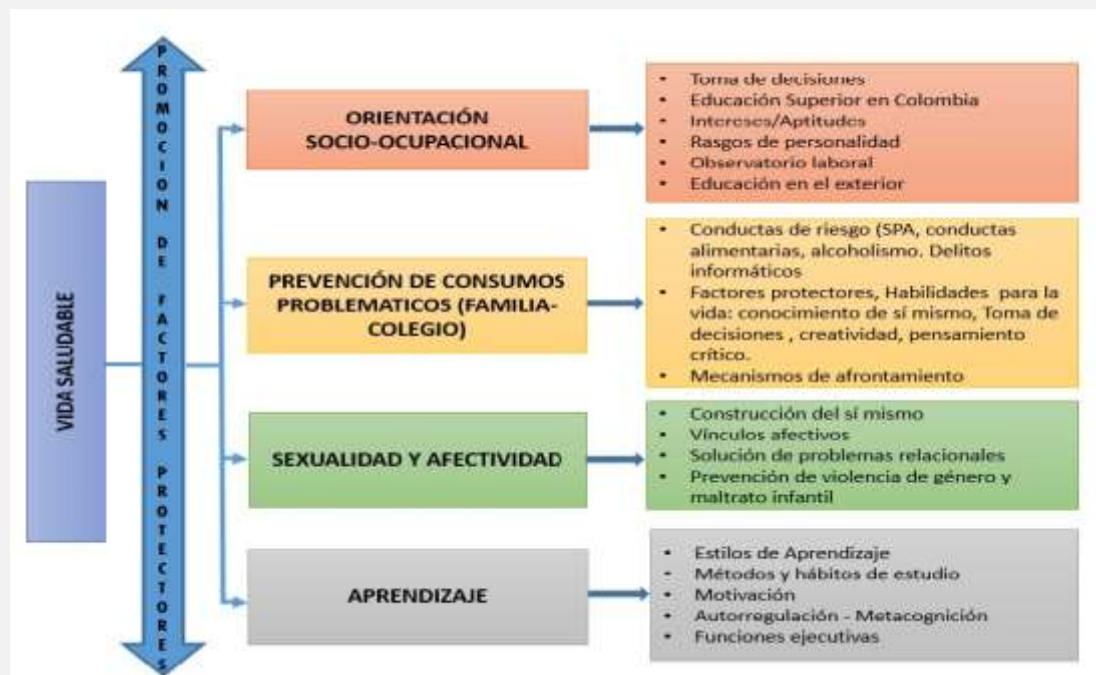 VIDA SALUDABLE
PROMOCION DE FACTORES PROTECTORES
ORIENTACIÓN
SOCIO-OCUPACIONAL
• Toma de decisiones
• Educación Superior en Colombia
• Intereses/Aptitudes
• Rasgos de personalidad
• Observatorio laboral
• Educación en el exterior
PREVENCIÓN DE CONSUMOS
PROBLEMATICOS (FAMILIA-
COLEGIO)
• Conductas de riesgo (SPA, conductas
alimentarias, alcoholismo. Delitos
informáticos
• Factores protectores, Habilidades para la
vida: conocimiento de sí mismo, Toma de
decisiones , creatividad, pensamiento
crítico.
• Mecanismos de afrontamiento
SEXUALIDAD Y AFECTIVIDAD
• Construcción del sí mismo
• Vínculos afectivos
• Solución de problemas relacionales
• Prevención de violencia de género y
maltrato infantil
APRENDIZAJE
• Estilos de Aprendizaje
• Métodos y hábitos de estudio
• Motivación
• Autorregulación - Metacognición
• Funciones ejecutivas